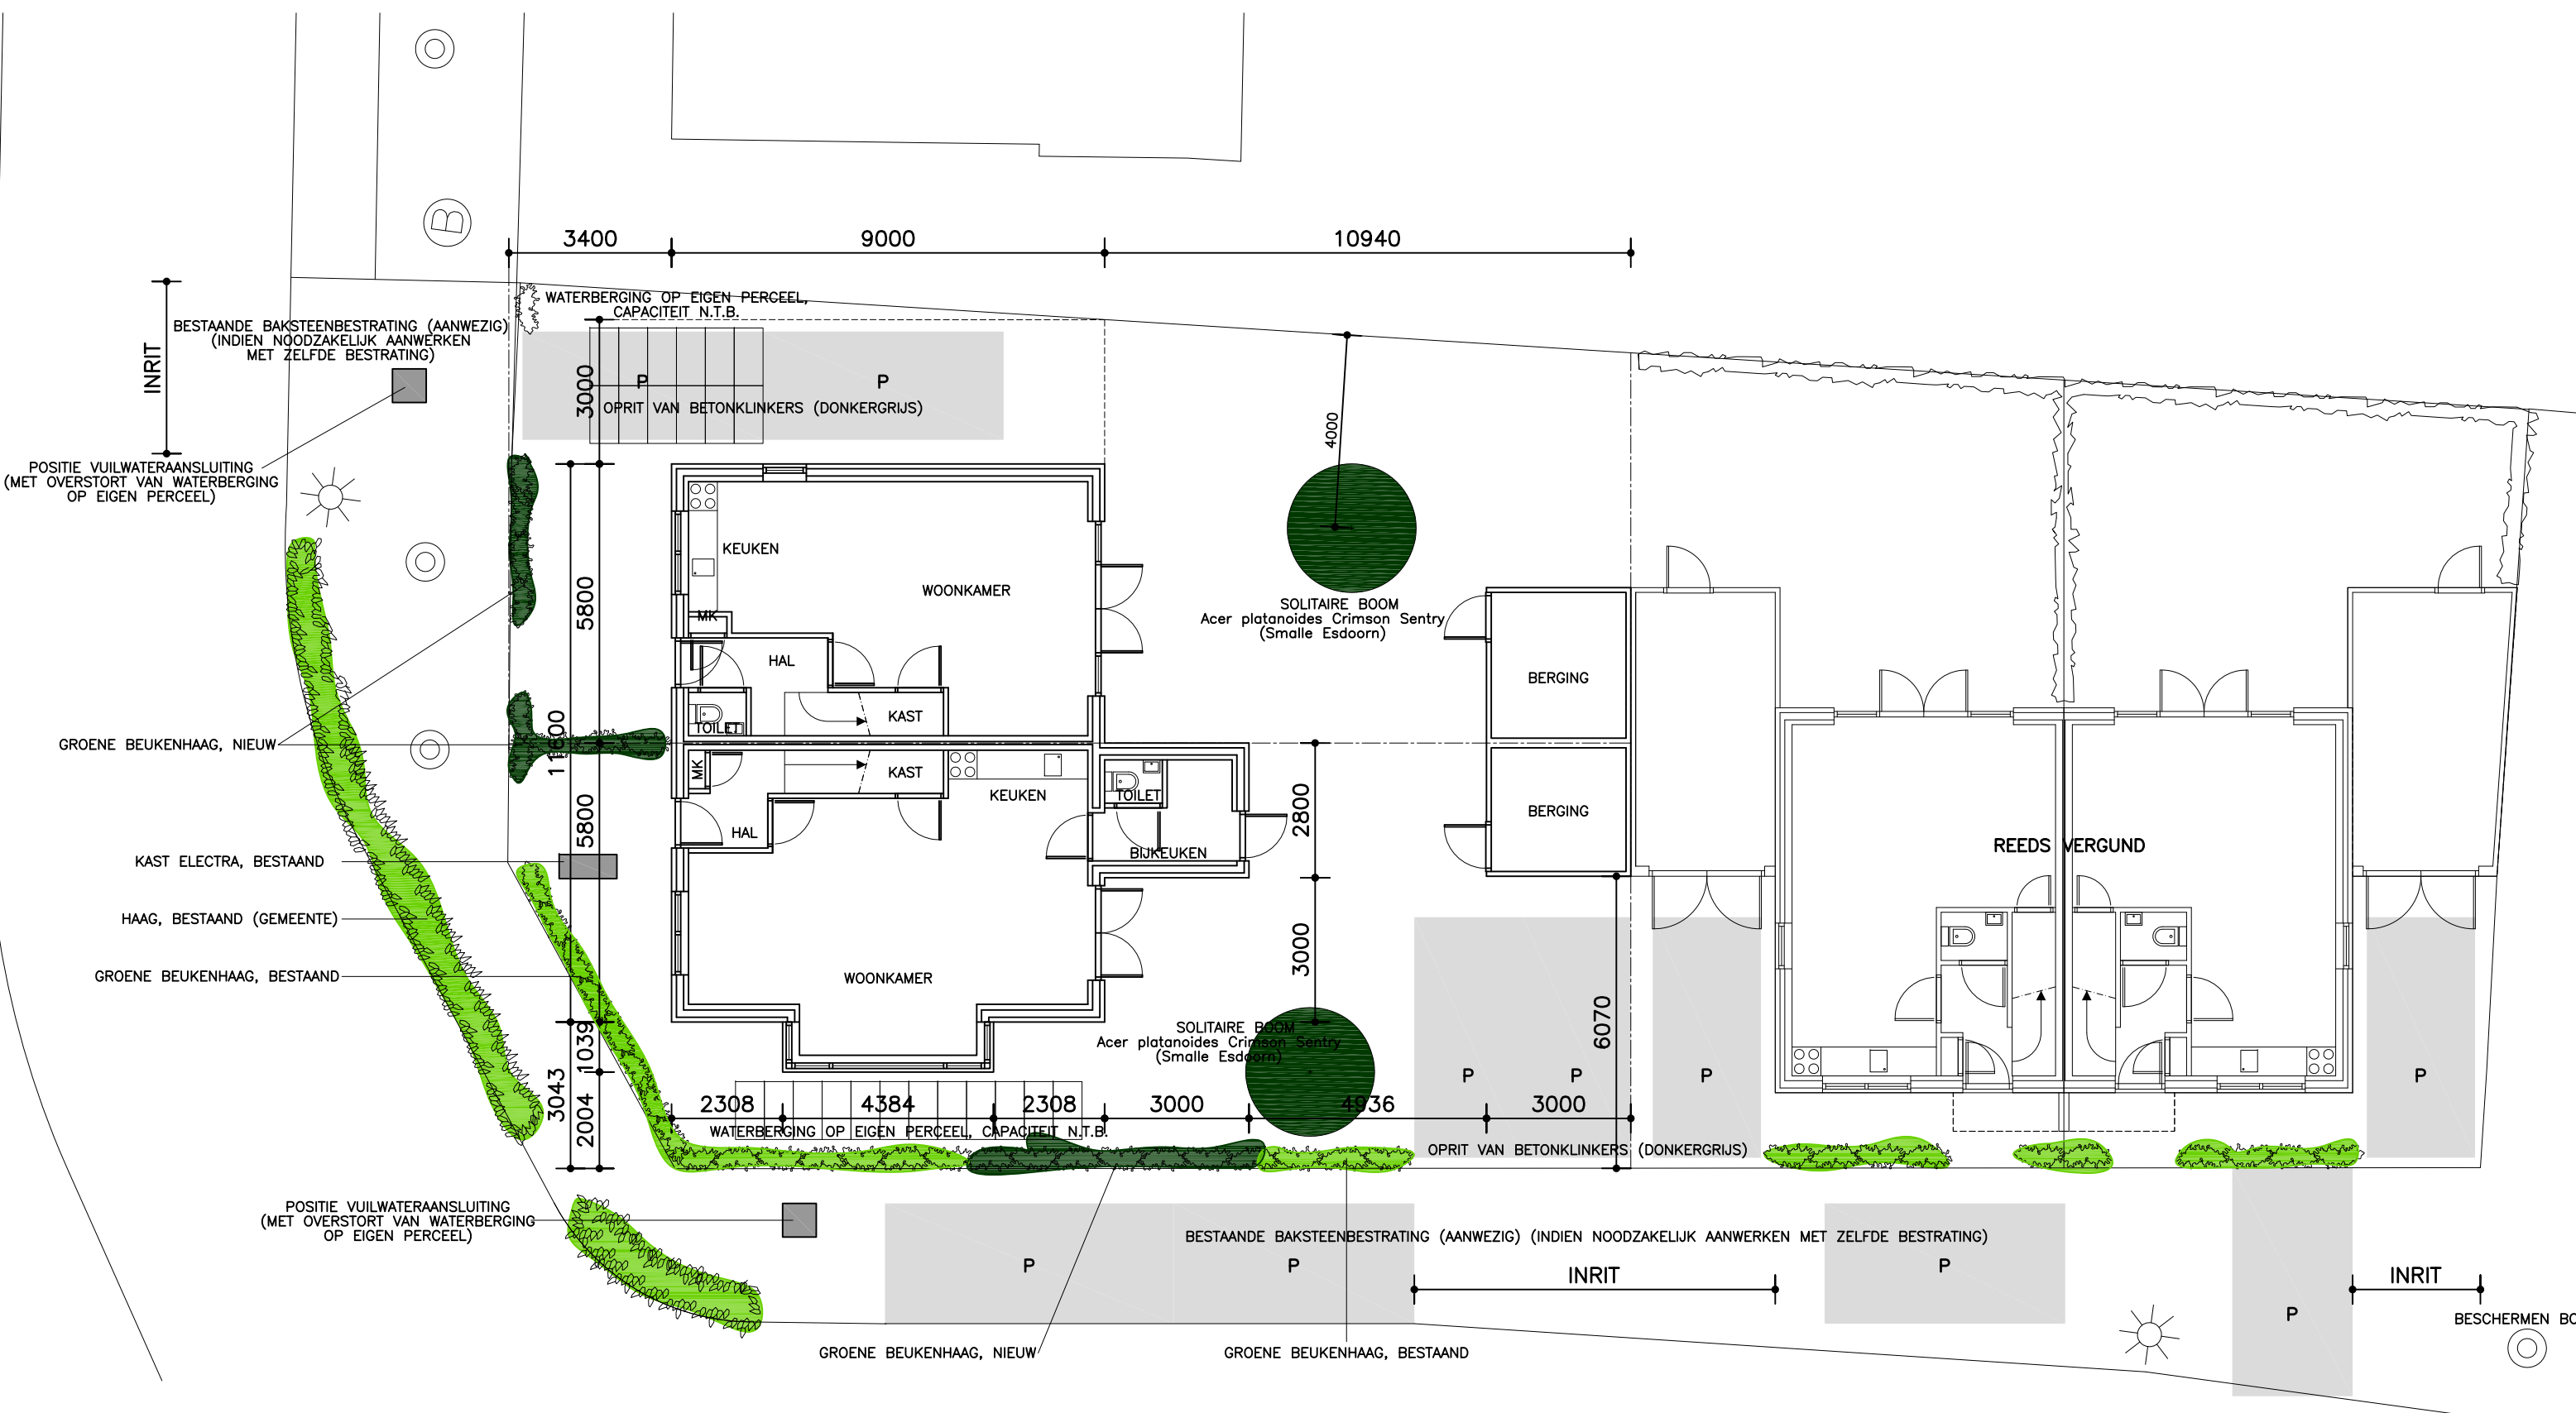 B
3400
9000
10940
WATERBERGING OP EIGEN PERCEEL,
CAPACITEIT N.T.B.
BESTAANDE BAKSTEENBESTRATING (AANWEZIG)
(INDIEN NOODZAKELIJK AANWERKEN
MET ZELFDE BESTRATING)
INRIT
3000
P
P
OPRIT VAN BETONKLINKERS (DONKERGRIJS)
4000
POSITIE VUILWATERAANSLUITING
(MET OVERSTORT VAN WATERBERGING
OP EIGEN PERCEEL)
KEUKEN
WOONKAMER
5800
MK
HAL
SOLITAIRE BOOM
Acer platanoides Crimson Sentry
(Smalle Esdoorn)
BERGING
TOILET
KAST
GROENE BEUKENHAAG, NIEUW
11600
MK
KAST
KEUKEN
TOILET
2800
BERGING
5800
HAL
BIJKEUKEN
REEDS VERGUND
KAST ELECTRA, BESTAAND
HAAG, BESTAAND (GEMEENTE)
GROENE BEUKENHAAG, BESTAAND
WOONKAMER
3000
6070
1039
SOLITAIRE BOOM
Acer platanoides Crimson Sentry
(Smalle Esdoorn)
P
P
P
P
3043
2004
2308
4384
2308
3000
4936
3000
WATERBERGING OP EIGEN PERCEEL, CAPACITEIT N.T.B.
OPRIT VAN BETONKLINKERS (DONKERGRIJS)
POSITIE VUILWATERAANSLUITING
(MET OVERSTORT VAN WATERBERGING
OP EIGEN PERCEEL)
BESTAANDE BAKSTEENBESTRATING (AANWEZIG) (INDIEN NOODZAKELIJK AANWERKEN MET ZELFDE BESTRATING)
P
P
P
INRIT
INRIT
P
BESCHERMEN BO
GROENE BEUKENHAAG, NIEUW
GROENE BEUKENHAAG, BESTAAND